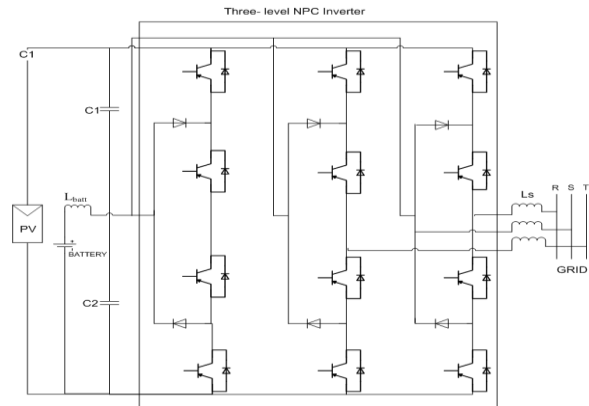 Three- level NPC Inverter
C1
C1
Lbatt
Ls
R S T
PV
+
BATTERY
-
GRID
C2